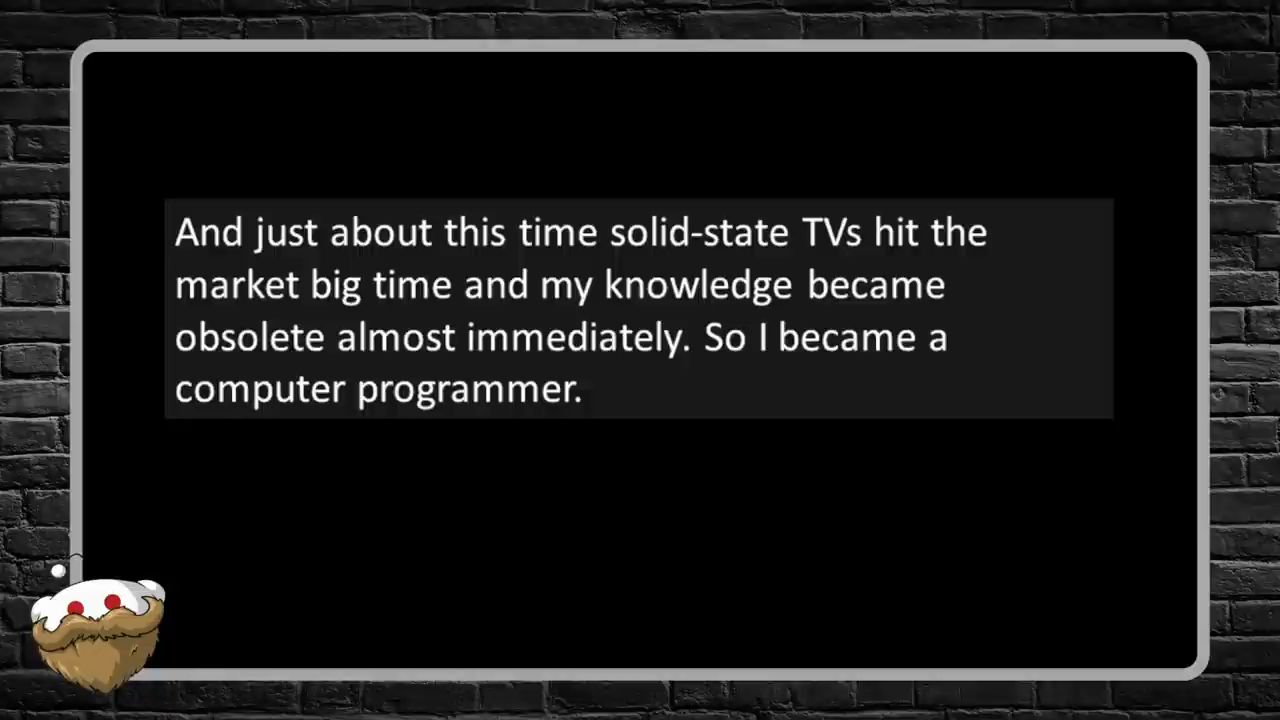 And just about this time solid-state TVs hit the
market big time and my knowledge became
obsolete almost immediately. So I became a
computer programmer.